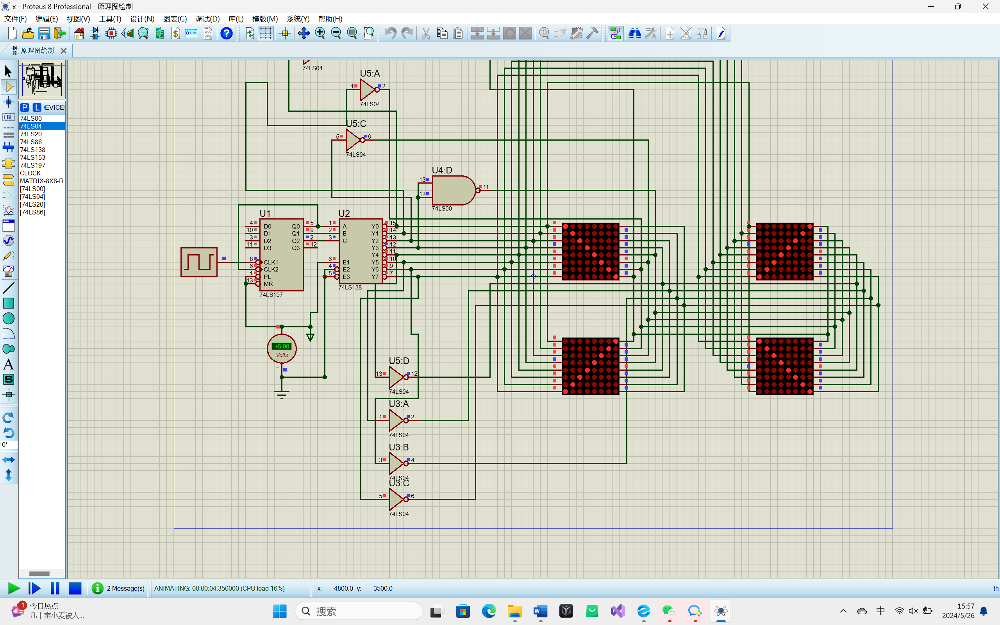 x - Proteus 8 Professional - 原理图绘制
文件(F) 编辑(E) 视图(V) 工具(T) 设计(N) 图表(G) 调试(D) 库(L) 模版(M) 系统(Y) 帮助(H)
原理图绘制
P L DEVICES
74LS00
74LS04
74LS20
74LS86
74LS138
74LS153
74LS197
CLOCK
MATRIX-8X8-R
[74LS00]
[74LS04]
[74LS20]
[74LS86]
LBL
A
S
0°
74LS04
U5:A
1 2
74LS04
U5:C
5 6
74LS04
U4:D
13
12
11
74LS00
U1
4 D0 Q0 5
10 D1 Q1 9
3 D2 Q2 2
11 D3 Q3 12
8 CLK1
6 CLK2
1 PL
13 MR
74LS197
U2
1 A Y0 15
2 B Y1 14
3 C Y2 13
Y3 12
Y4 11
6 E1 Y5 10
4 E2 Y6 9
5 E3 Y7 7
74LS138
+
+5.00
Volts
−
U5:D
13 12
74LS04
U3:A
1 2
74LS04
U3:B
3 4
74LS04
U3:C
5 6
74LS04
2 Message(s)
ANIMATING: 00:00:04.350000 (CPU load 16%)
x: -4800.0 y: -3500.0
th
1
今日热点
几十亩小麦被人...
搜索
中
15:57
2024/5/26